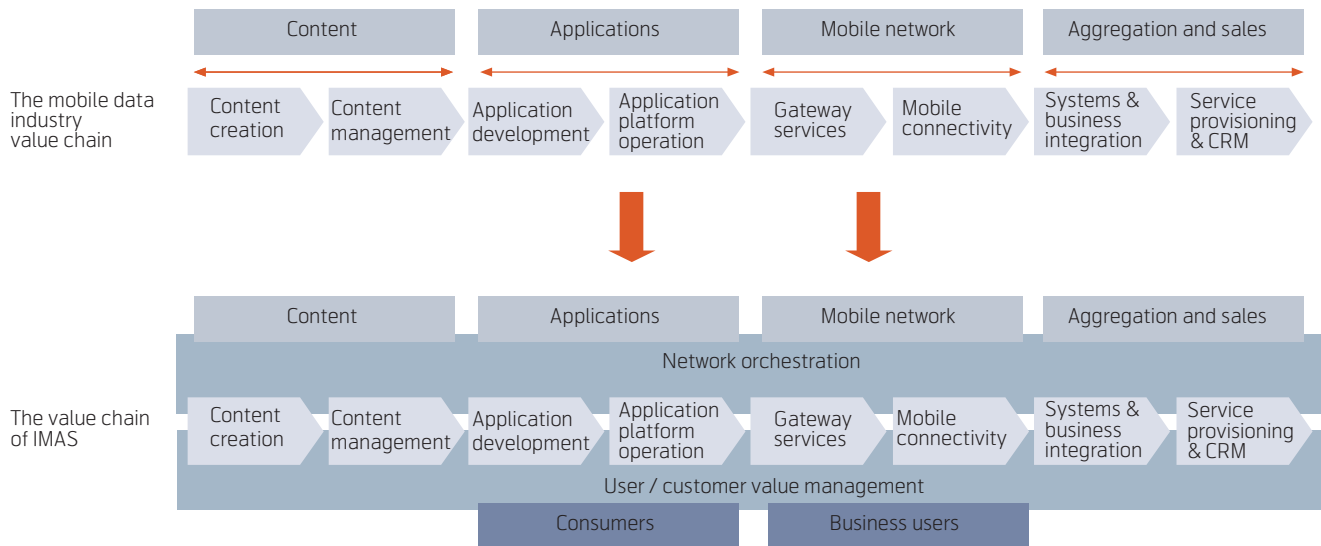 Content
Applications
Mobile network
Aggregation and sales
The mobile data
industry
value chain
Content
creation
Content
management
Application
development
Application
platform
operation
Gateway
services
Mobile
connectivity
Systems &
business
integration
Service
provisioning
& CRM
Content
Applications
Mobile network
Aggregation and sales
Network orchestration
The value chain
of IMAS
Content
creation
Content
management
Application
development
Application
platform
operation
Gateway
services
Mobile
connectivity
Systems &
business
integration
Service
provisioning
& CRM
User / customer value management
Consumers
Business users